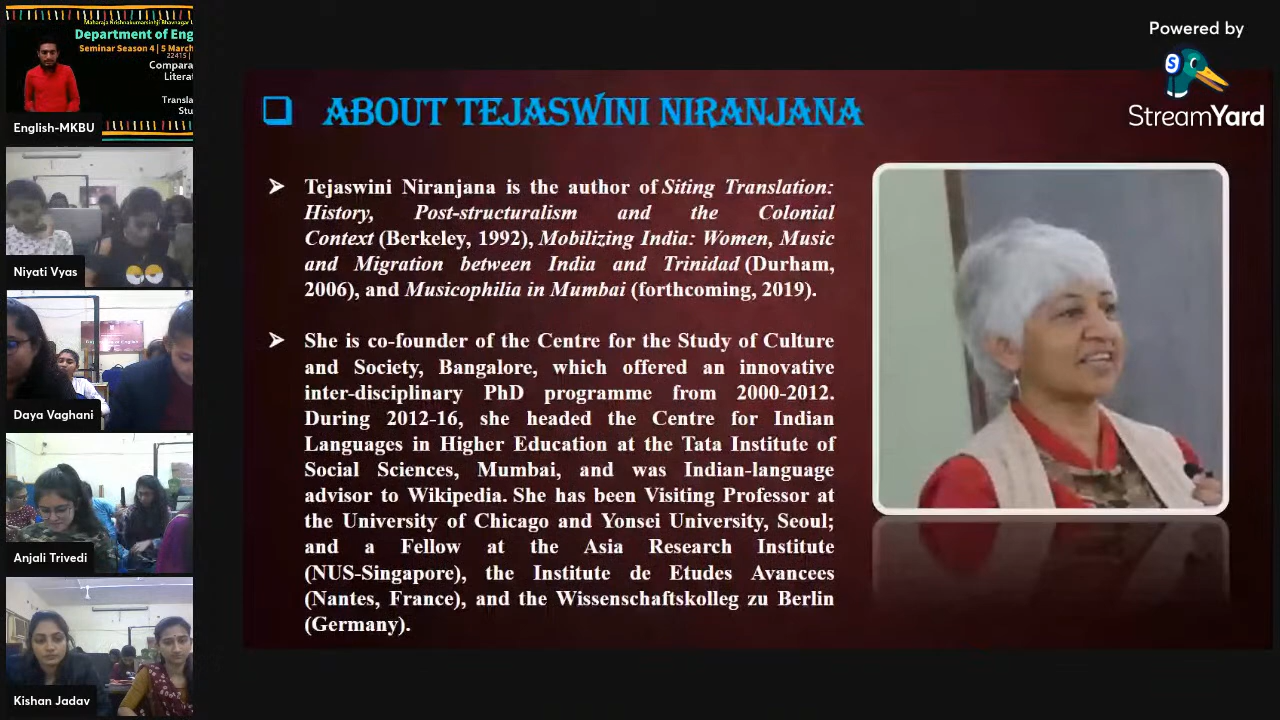 Maharaja Krishnakumarsinhji Bhavnagar
Department of Eng
Seminar Season 4 | 5 March
22415 |
Compara
Literat
Transla
Stu
English-MKBU
Niyati Vyas
Daya Vaghani
Anjali Trivedi
Kishan Jadav
ABOUT TEJASWINI NIRANJANA
➤ Tejaswini Niranjana is the author of Siting Translation:
History, Post-structuralism and the Colonial
Context (Berkeley, 1992), Mobilizing India: Women, Music
and Migration between India and Trinidad (Durham,
2006), and Musicophilia in Mumbai (forthcoming, 2019).
➤ She is co-founder of the Centre for the Study of Culture
and Society, Bangalore, which offered an innovative
inter-disciplinary PhD programme from 2000-2012.
During 2012-16, she headed the Centre for Indian
Languages in Higher Education at the Tata Institute of
Social Sciences, Mumbai, and was Indian-language
advisor to Wikipedia. She has been Visiting Professor at
the University of Chicago and Yonsei University, Seoul;
and a Fellow at the Asia Research Institute
(NUS-Singapore), the Institute de Etudes Avancees
(Nantes, France), and the Wissenschaftskolleg zu Berlin
(Germany).
Powered by
S
StreamYard